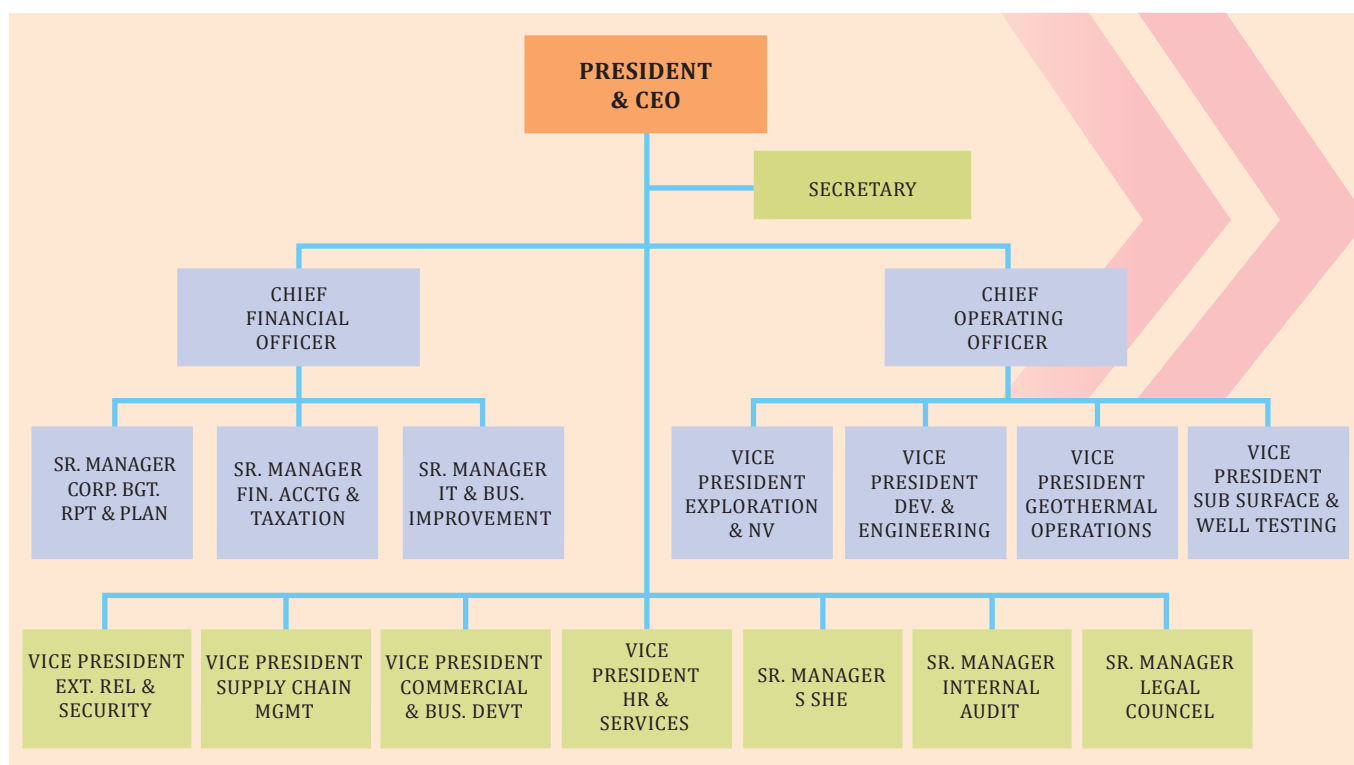 PRESIDENT
& CEO
SECRETARY
CHIEF
FINANCIAL
OFFICER
CHIEF
OPERATING
OFFICER
SR. MANAGER
CORP. BGT.
RPT & PLAN
SR. MANAGER
FIN. ACCTG &
TAXATION
SR. MANAGER
IT & BUS.
IMPROVEMENT
VICE
PRESIDENT
EXPLORATION
& NV
VICE
PRESIDENT
DEV. &
ENGINEERING
VICE
PRESIDENT
GEOTHERMAL
OPERATIONS
VICE
PRESIDENT
SUB SURFACE &
WELL TESTING
VICE PRESIDENT
EXT. REL &
SECURITY
VICE PRESIDENT
SUPPLY CHAIN
MGMT
VICE PRESIDENT
COMMERCIAL
& BUS. DEVT
VICE
PRESIDENT
HR &
SERVICES
SR. MANAGER
S SHE
SR. MANAGER
INTERNAL
AUDIT
SR. MANAGER
LEGAL
COUNCEL